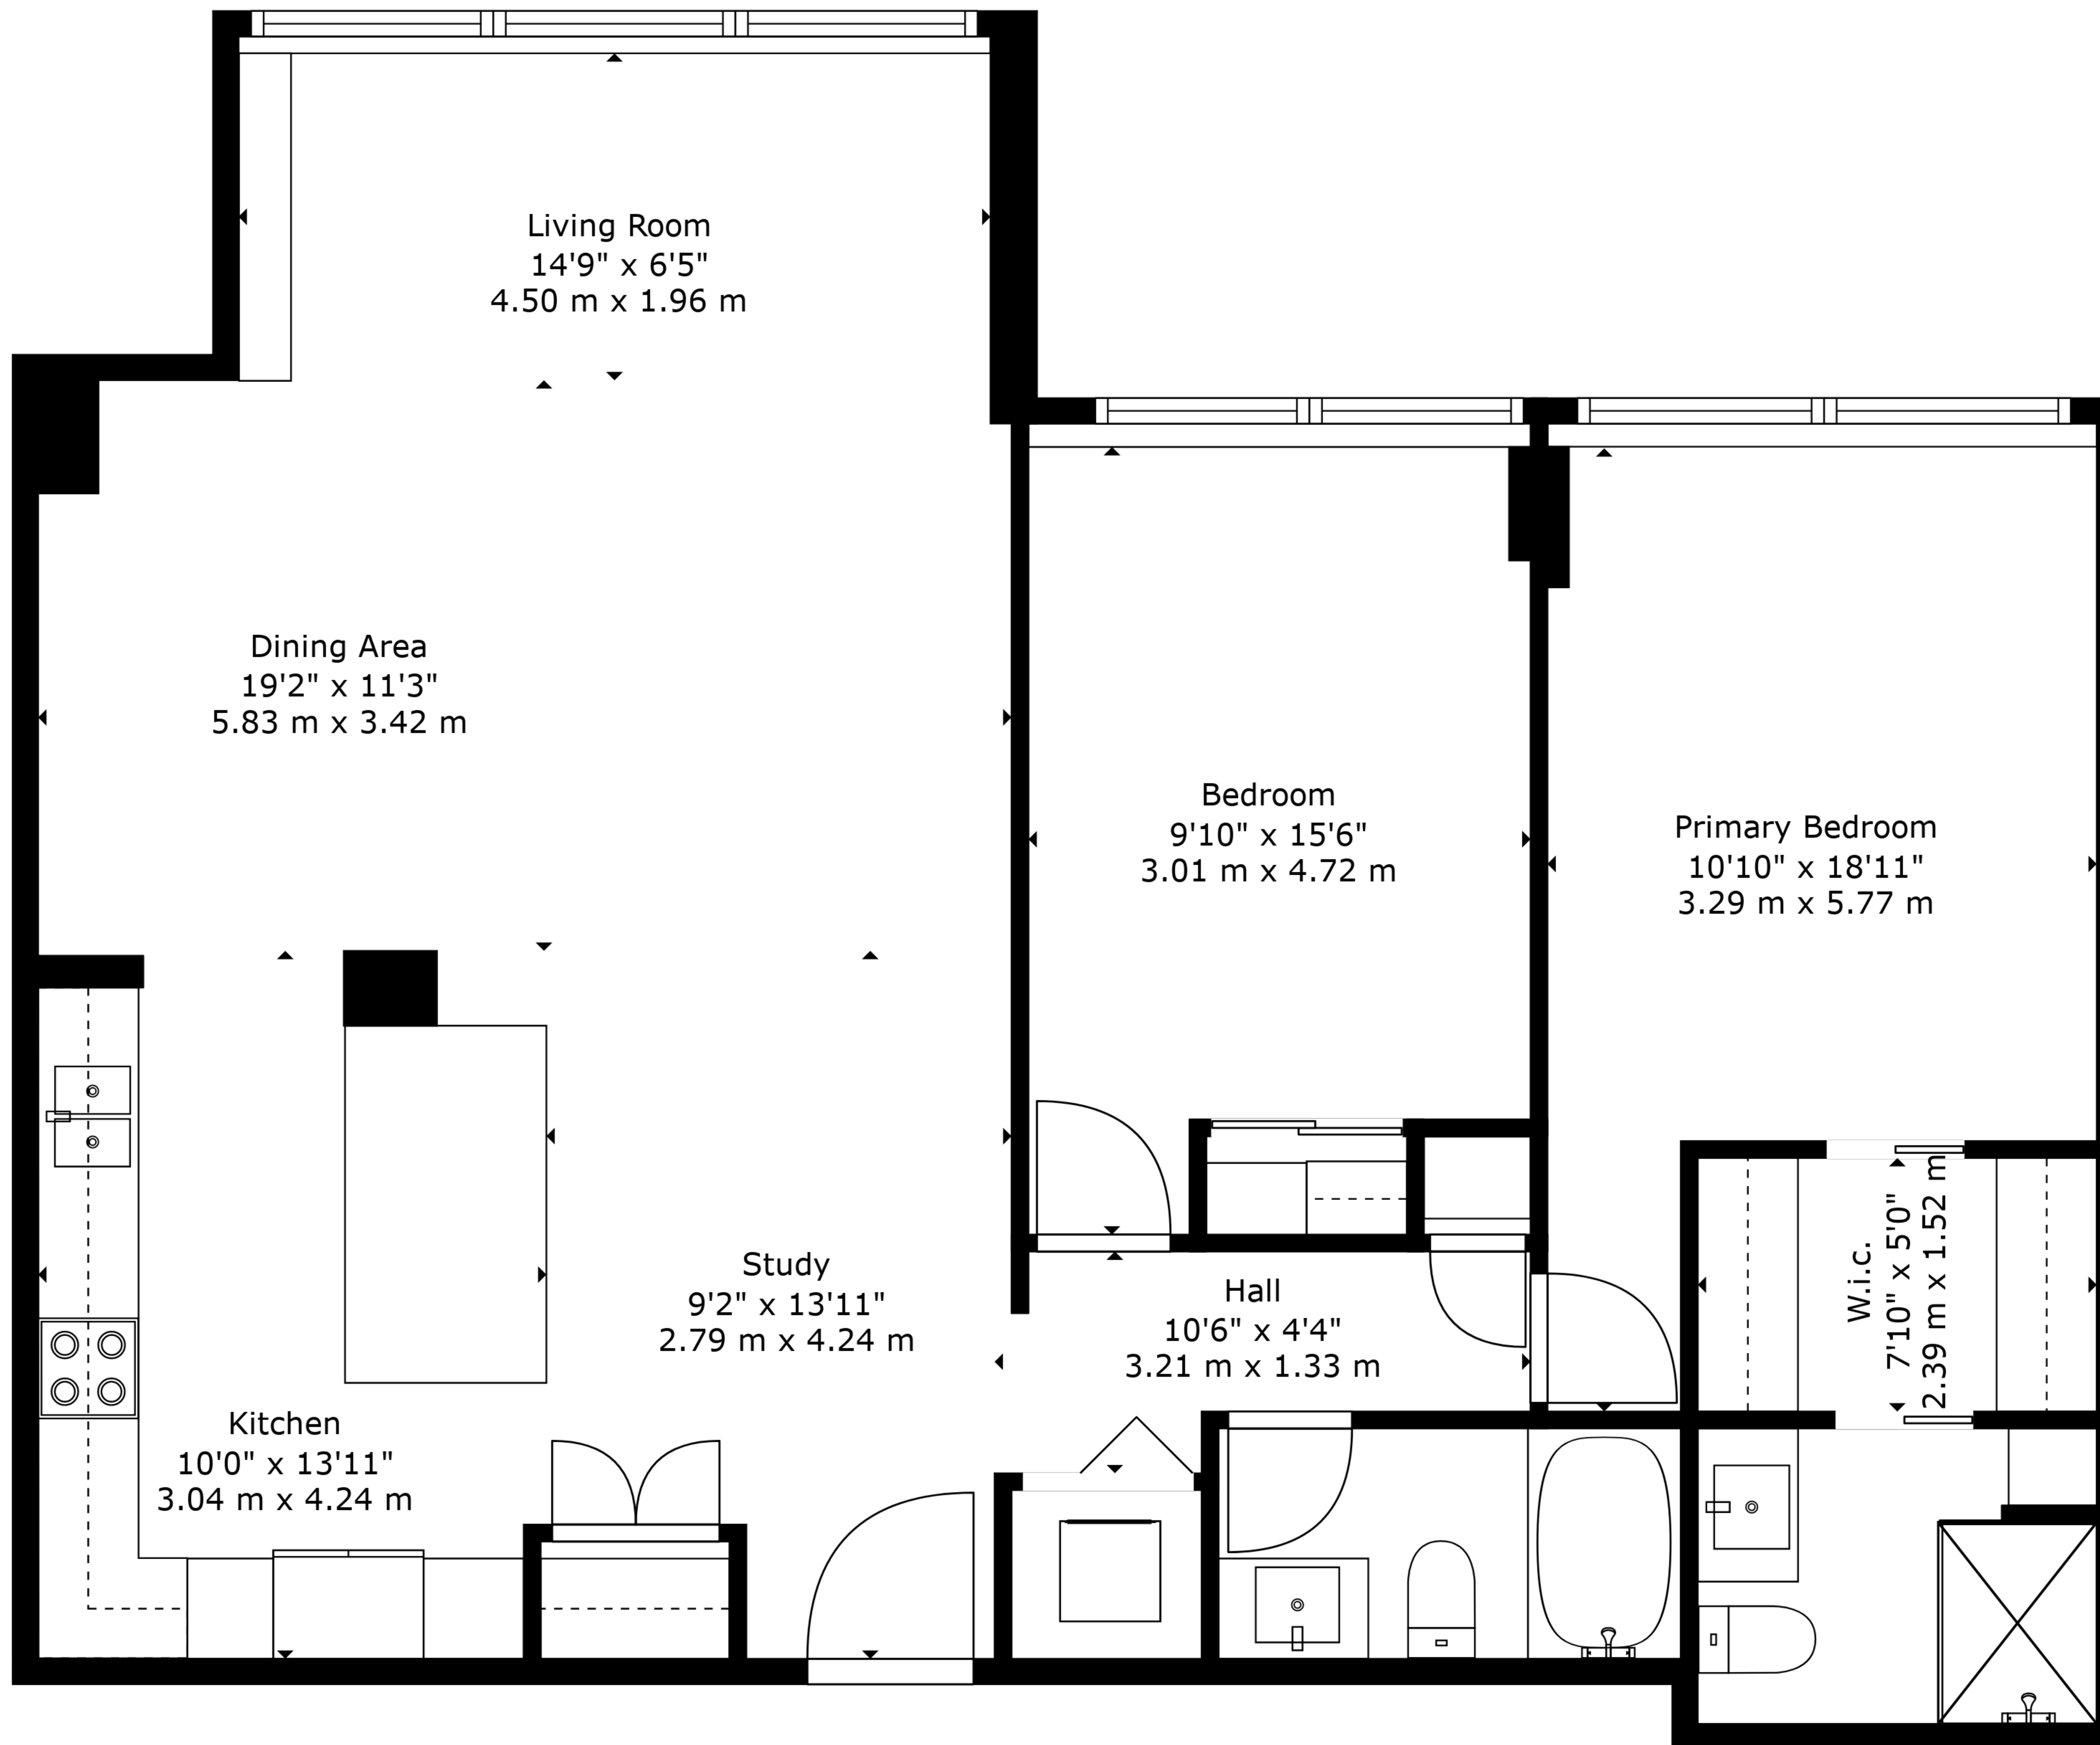 Living Room
14'9" x 6'5"
4.50 m x 1.96 m
Dining Area
19'2" x 11'3"
5.83 m x 3.42 m
Bedroom
9'10" x 15'6"
3.01 m x 4.72 m
Primary Bedroom
10'10" x 18'11"
3.29 m x 5.77 m
Study
9'2" x 13'11"
2.79 m x 4.24 m
Hall
10'6" x 4'4"
3.21 m x 1.33 m
W.i.c.
7'10" x 5'0"
2.39 m x 1.52 m
Kitchen
10'0" x 13'11"
3.04 m x 4.24 m